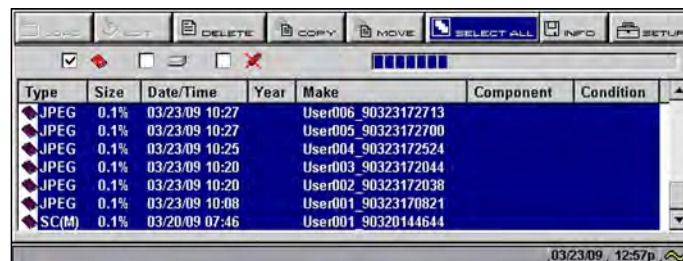 LOAD EDIT DELETE COPY MOVE SELECT ALL INFO SETUP
Type Size Date/Time Year Make Component Condition
JPEG 0.1% 03/23/09 10:27 User006_90323172713
JPEG 0.1% 03/23/09 10:27 User005_90323172700
JPEG 0.1% 03/23/09 10:25 User004_90323172524
JPEG 0.1% 03/23/09 10:20 User003_90323172044
JPEG 0.1% 03/23/09 10:20 User002_90323172038
JPEG 0.1% 03/23/09 10:08 User001_90323170821
SC(M) 0.1% 03/20/09 07:46 User001_90320144644
03/23/09 , 12:57p